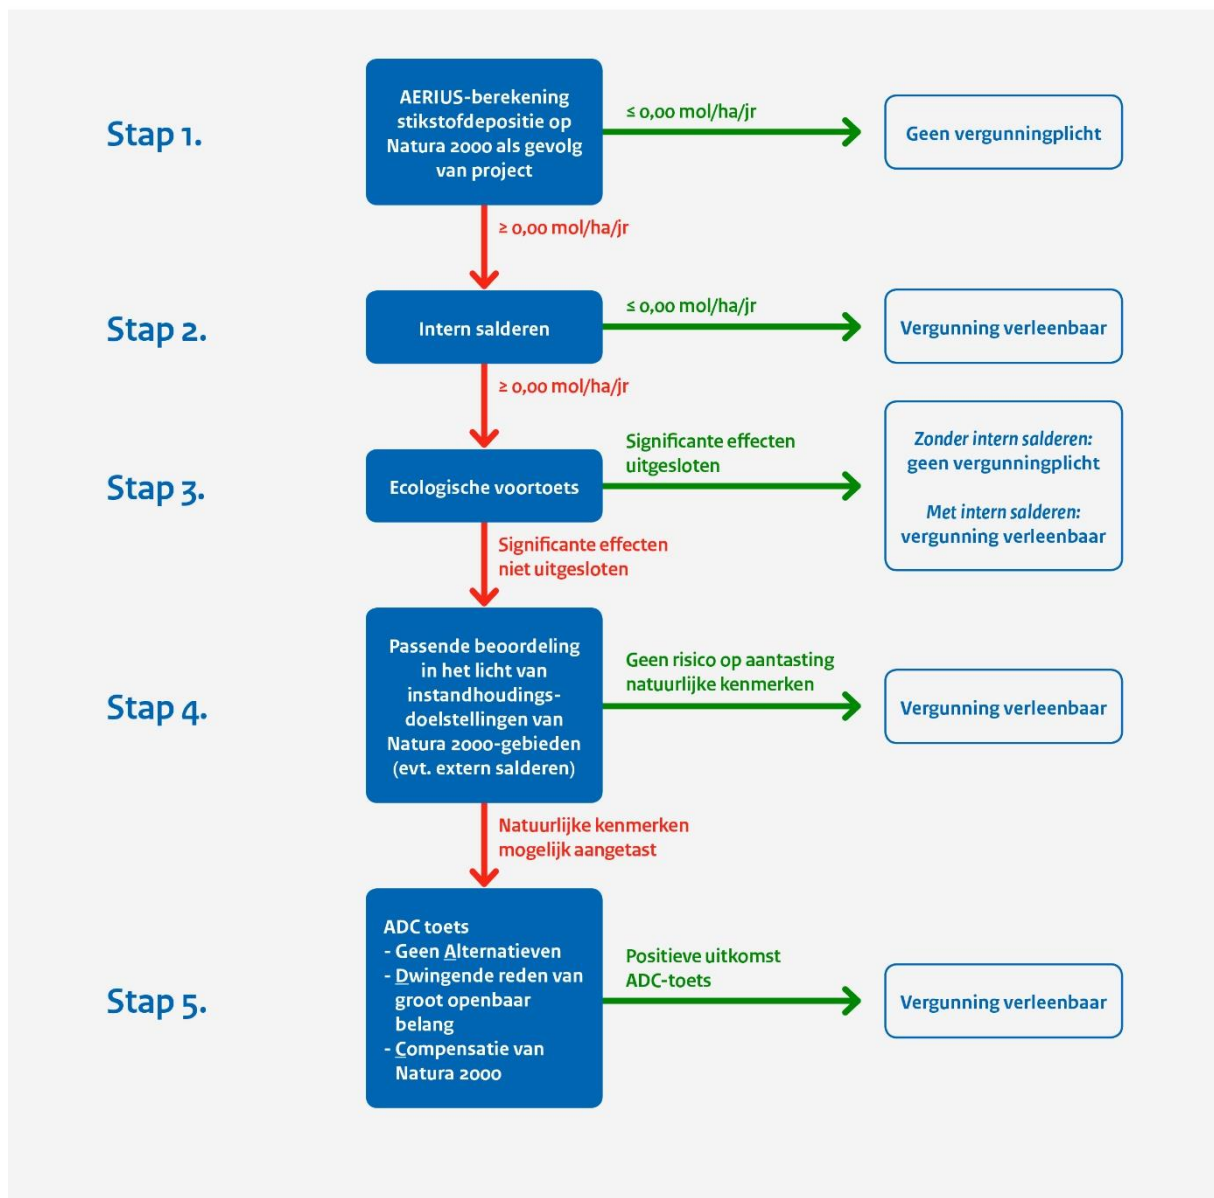 Stap 1.
AERIUS-berekening
stikstofdepositie op
Natura 2000 als gevolg
van project
≤ 0,00 mol/ha/jr
Geen vergunningplicht
≥ 0,00 mol/ha/jr
Stap 2.
Intern salderen
≤ 0,00 mol/ha/jr
Vergunning verleenbaar
≥ 0,00 mol/ha/jr
Stap 3.
Ecologische voortoets
Significante effecten
uitgesloten
Zonder intern salderen:
geen vergunningplicht
Met intern salderen:
vergunning verleenbaar
Significante effecten
niet uitgesloten
Stap 4.
Passende beoordeling
in het licht van
instandhoudings-
doelstellingen van
Natura 2000-gebieden
(evt. extern salderen)
Geen risico op aantasting
natuurlijke kenmerken
Vergunning verleenbaar
Natuurlijke kenmerken
mogelijk aangetast
Stap 5.
ADC toets
- Geen Alternatieven
- Dwingende reden van
groot openbaar
belang
- Compensatie van
Natura 2000
Positieve uitkomst
ADC-toets
Vergunning verleenbaar